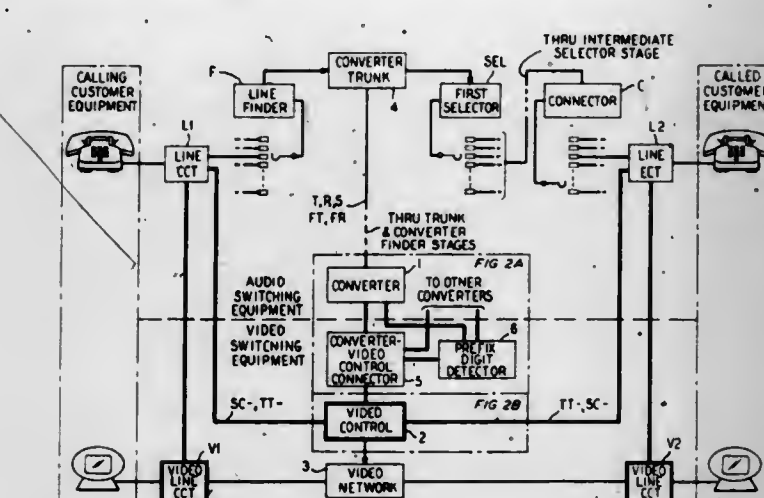 CALLING
CUSTOMER
EQUIPMENT
F
LINE
FINDER
CONVERTER
TRUNK
4
SEL
FIRST
SELECTOR
THRU INTERMEDIATE
SELECTOR STAGE
C
CONNECTOR
CALLED
CUSTOMER
EQUIPMENT
L1
LINE
CCT
L2
LINE
ECT
T,R,S
FT, FR
THRU TRUNK
& CONVERTER
FINDER STAGES
FIG 2A
CONVERTER
1
TO OTHER
CONVERTERS
AUDIO
SWITCHING
EQUIPMENT
VIDEO
SWITCHING
EQUIPMENT
CONVERTER-
VIDEO
CONTROL
CONNECTOR
5
6
PREFIX
DIGIT
DETECTOR
FIG 2B
SC-,TT-
VIDEO
CONTROL
2
TT-,SC-
V1
VIDEO
LINE
CCT
3
VIDEO
NETWORK
V2
VIDEO
LINE
CCT